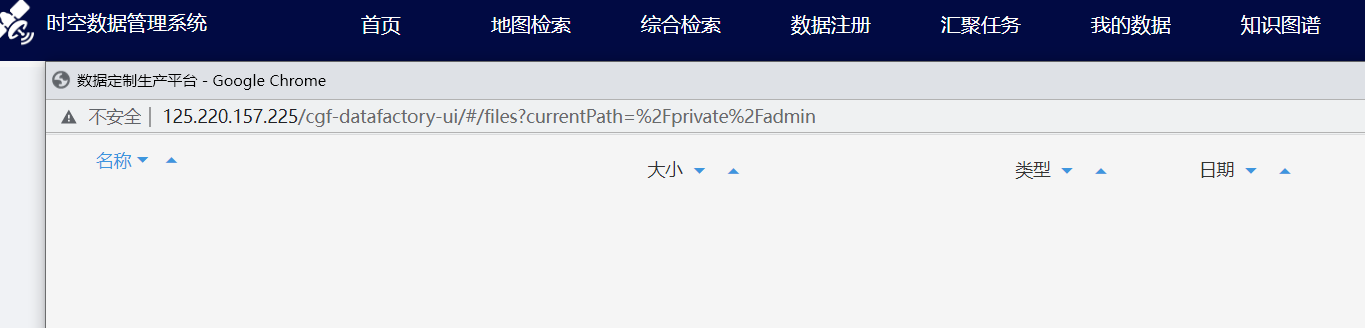 时空数据管理系统 首页 地图检索 综合检索 数据注册 汇聚任务 我的数据 知识图谱
数据定制生产平台 - Google Chrome
不安全 | 125.220.157.225/cgf-datafactory-ui/#/files?currentPath=%2Fprivate%2Fadmin
名称 大小 类型 日期